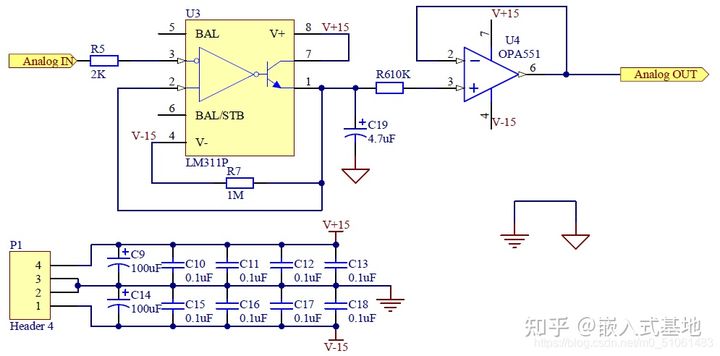 U3
5
BAL
V+
8
V+15
Analog IN
R5
2K
3
7
2
1
6
BAL/STB
V-15
4
V-
LM311P
R7
1M
R610K
C19
4.7uF
V+15
7
U4
OPA551
2
3
6
4
V-15
Analog OUT
P1
4
3
2
1
Header 4
V+15
C9
100uF
C10
0.1uF
C11
0.1uF
C12
0.1uF
C13
0.1uF
C14
100uF
C15
0.1uF
C16
0.1uF
C17
0.1uF
C18
0.1uF
V-15
知乎 @嵌入式基地
https://blog.csdn.net/m0_51061483